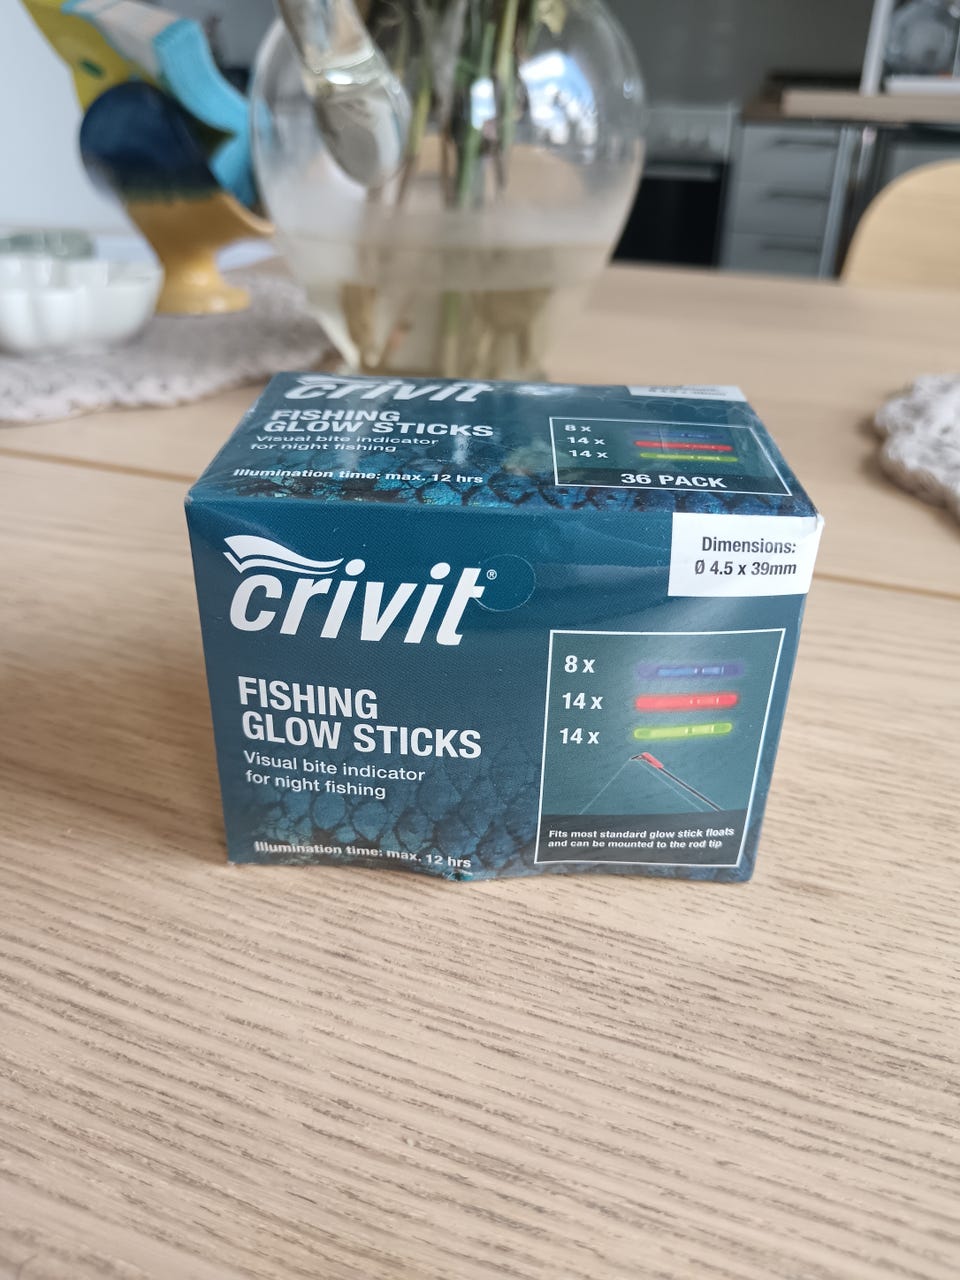 crivit
FISHING
GLOW STICKS
Visual bite indicator
for night fishing
Illumination time: max. 12 hrs
8 x
14 x
14 x
36 PACK
crivit®
FISHING
GLOW STICKS
Visual bite indicator
for night fishing
Illumination time: max. 12 hrs
Dimensions:
Ø 4.5 x 39mm
8 x
14 x
14 x
Fits most standard glow stick floats
and can be mounted to the rod tip